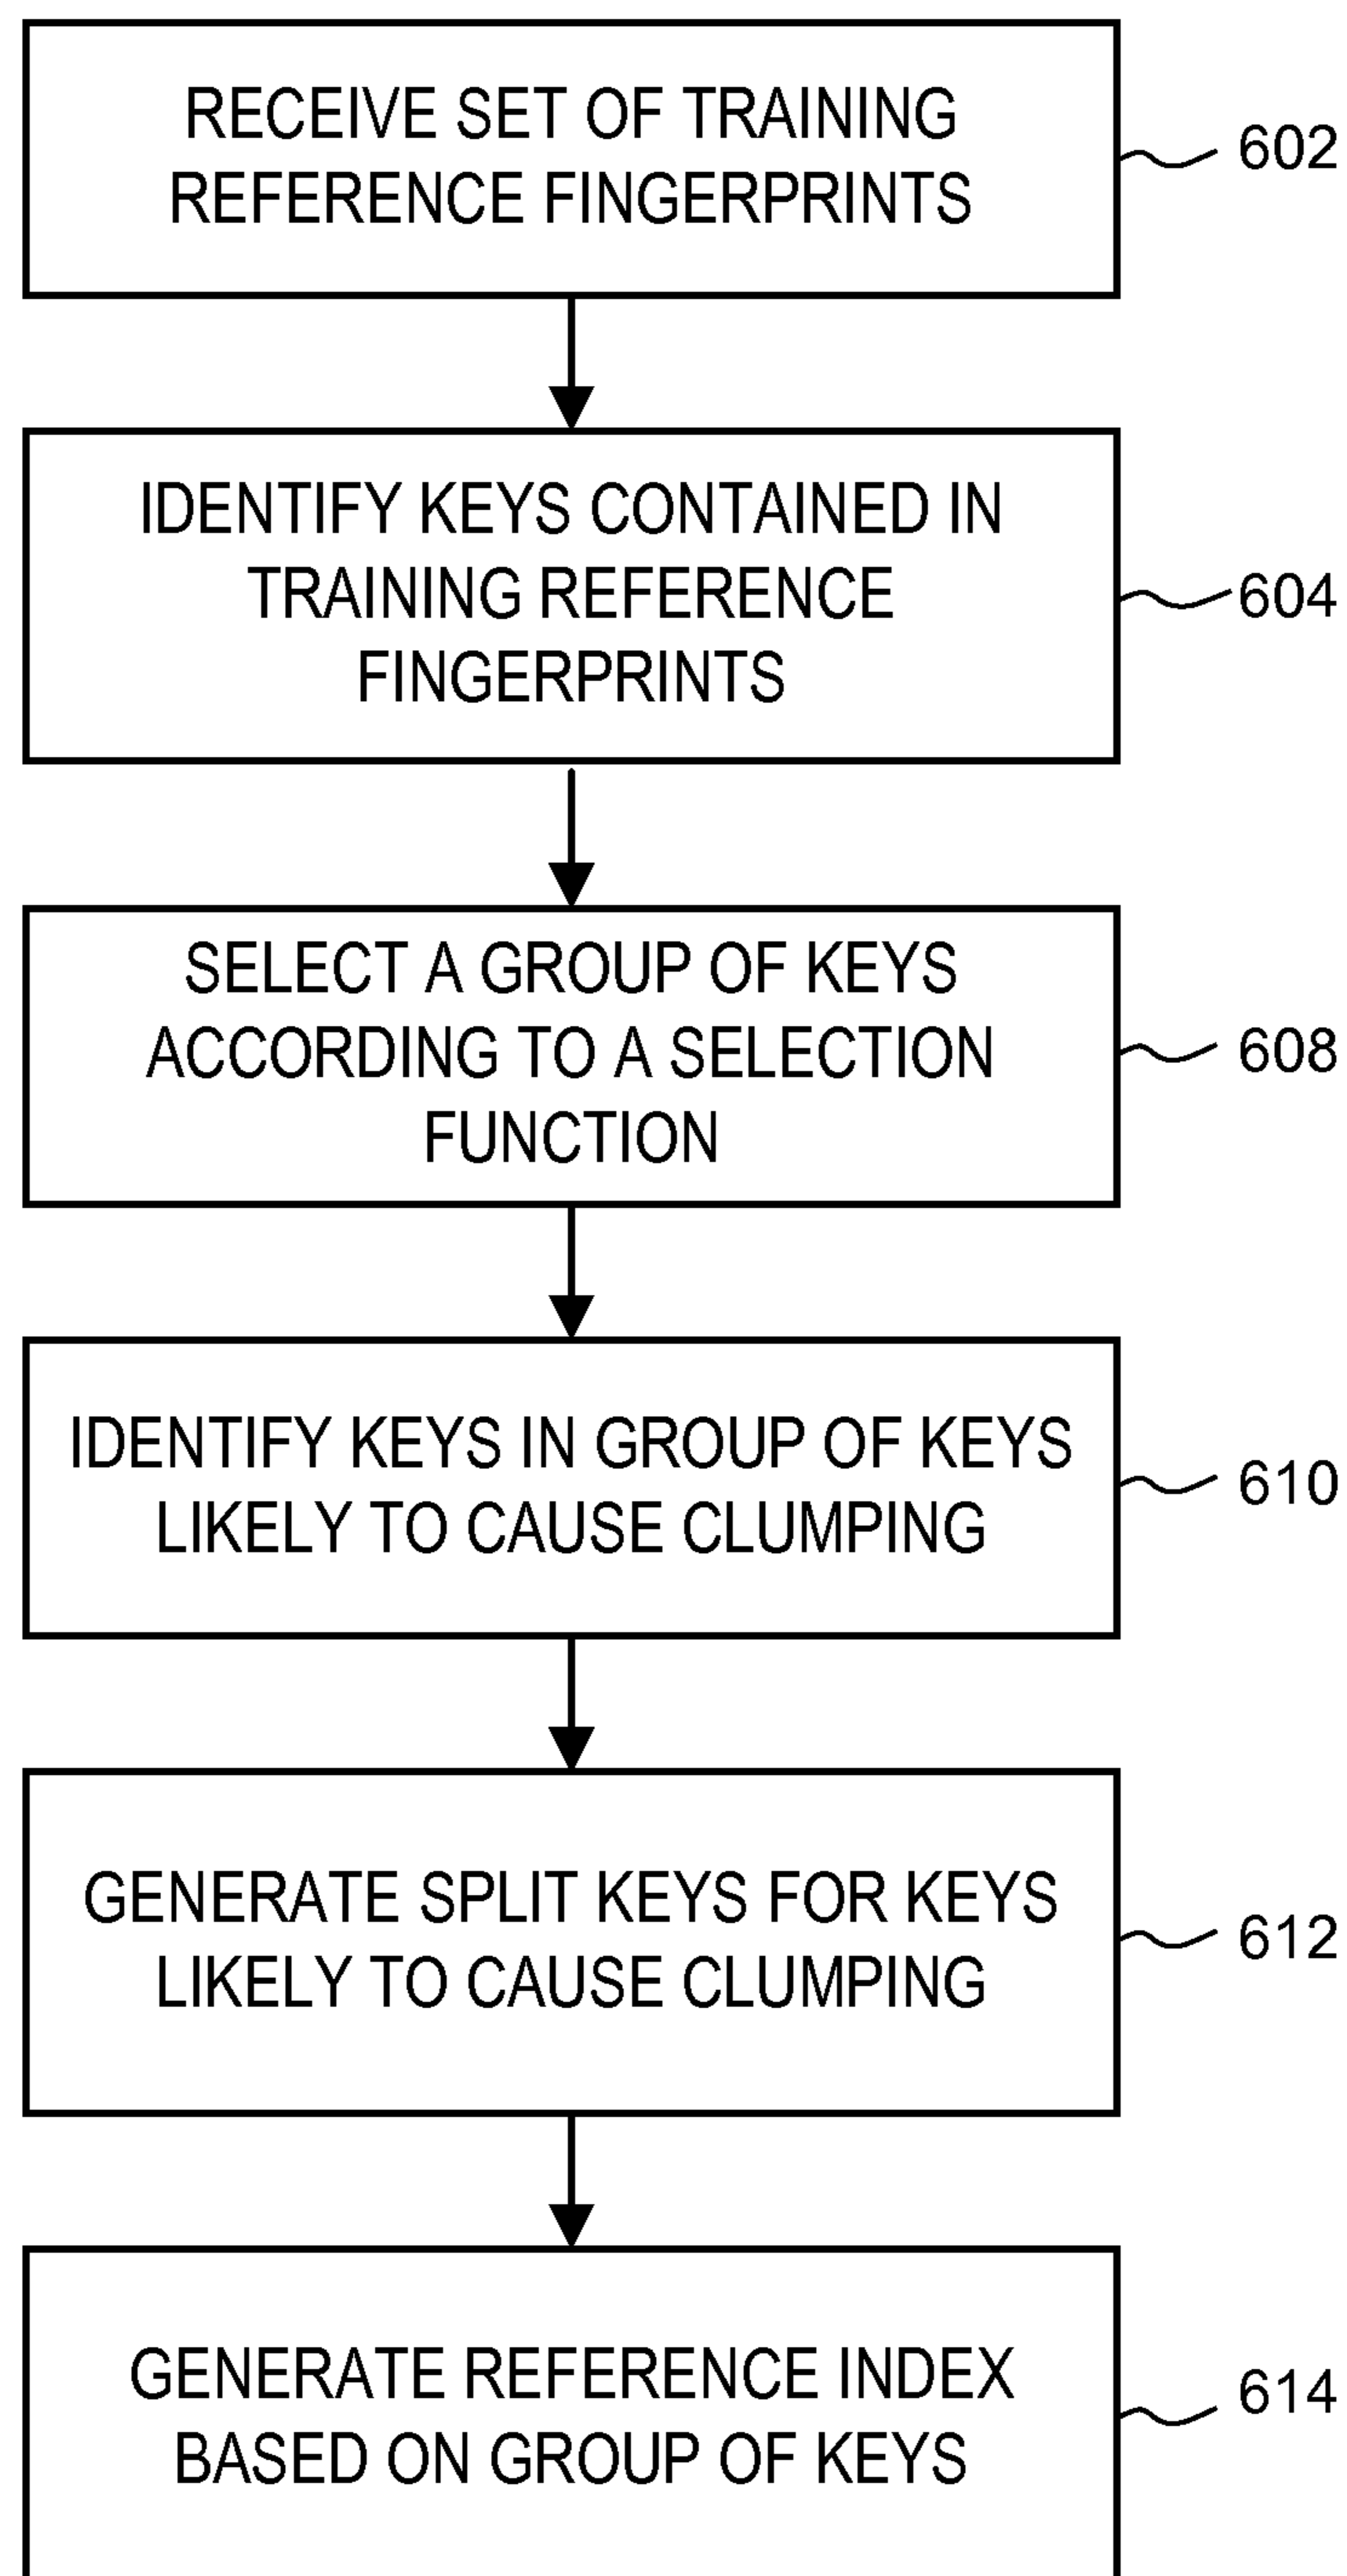 RECEIVE SET OF TRAINING
REFERENCE FINGERPRINTS
602
IDENTIFY KEYS CONTAINED IN
TRAINING REFERENCE
FINGERPRINTS
604
SELECT A GROUP OF KEYS
ACCORDING TO A SELECTION
FUNCTION
608
IDENTIFY KEYS IN GROUP OF KEYS
LIKELY TO CAUSE CLUMPING
610
GENERATE SPLIT KEYS FOR KEYS
LIKELY TO CAUSE CLUMPING
612
GENERATE REFERENCE INDEX
BASED ON GROUP OF KEYS
614